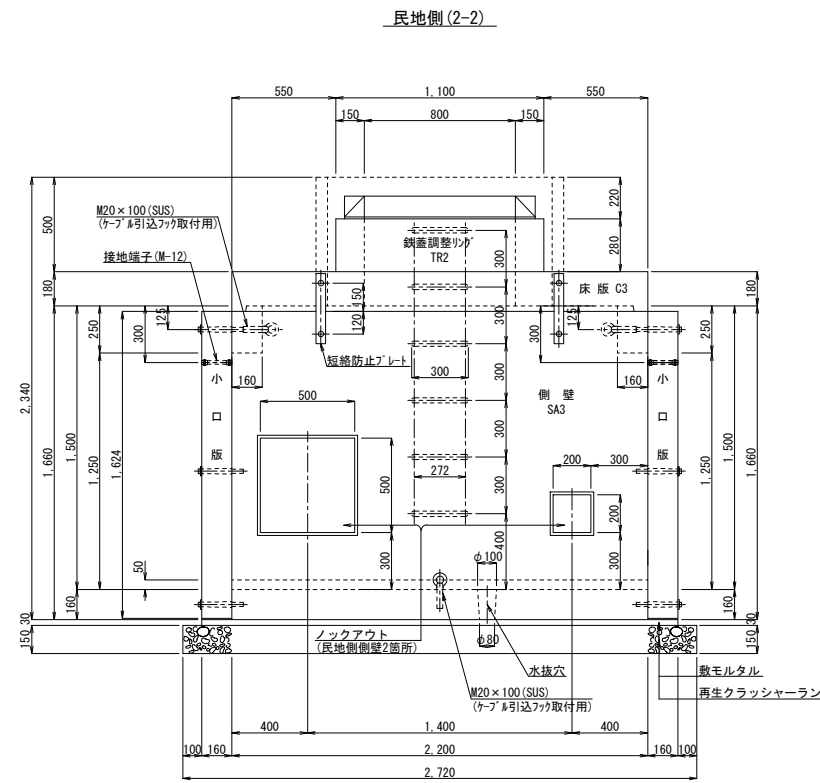 民地側(2-2)
550
1,100
550
150
800
150
500
220
280
M20×100(SUS)
(ケーブル引込フック取付用)
鉄蓋調整リング
TR2
300
接地端子(M-12)
床 版 C3
180
150
180
125
250
300
120
300
300
125
250
短絡防止プレート
160
300
300
160
小
口
版
側 壁
SA3
小
口
版
500
200
300
2,340
1,660
1,500
1,250
1,624
272
300
1,250
1,500
1,660
500
200
300
400
300
300
φ100
50
160
160
150
30
ノックアウト
(民地側側壁2箇所)
φ80
150
30
水抜穴
敷モルタル
M20×100(SUS)
(ケーブル引込フック取付用)
再生クラッシャーラン
400
1,400
400
100
160
2,200
160
100
2,720